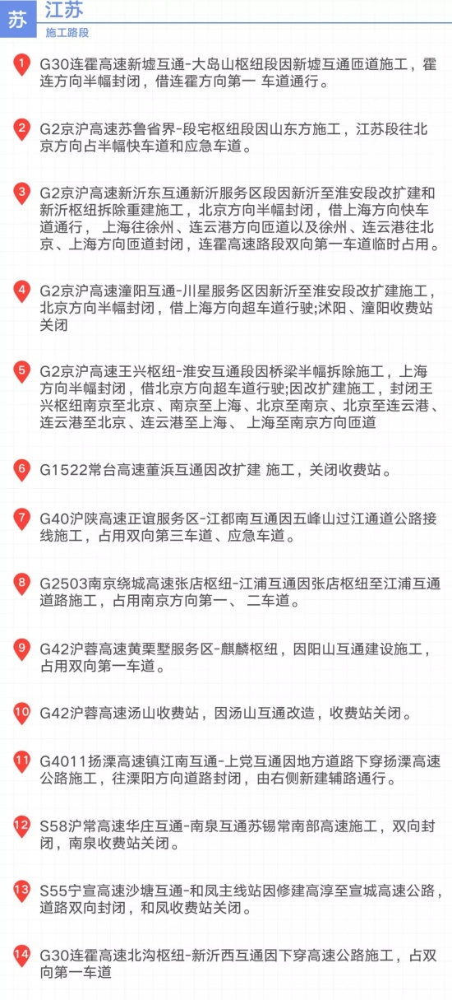 苏
江苏
施工路段
1
G30连霍高速新墟互通-大岛山枢纽段因新墟互通匝道施工，霍
连方向半幅封闭，借连霍方向第一 车道通行。
2
G2京沪高速苏鲁省界-段宅枢纽段因山东方施工，江苏段往北
京方向占半幅快车道和应急车道。
3
G2京沪高速新沂东互通新沂服务区段因新沂至淮安段改扩建和
新沂枢纽拆除重建施工，北京方向半幅封闭，借上海方向快车
道通行， 上海往徐州、连云港方向匝道以及徐州、连云港往北
京、上海方向匝道封闭，连霍高速路段双向第一车道临时占用。
4
G2京沪高速潼阳互通-川星服务区因新沂至淮安段改扩建施工，
北京方向半幅封闭，借上海方向超车道行驶;沭阳、潼阳收费站
关闭
5
G2京沪高速王兴枢纽-淮安互通段因桥梁半幅拆除施工，上海
方向半幅封闭，借北京方向超车道行驶;因改扩建施工，封闭王
兴枢纽南京至北京、南京至上海、北京至南京、北京至连云港、
连云港至北京、连云港至上海、 上海至南京方向匝道
6
G1522常台高速董浜互通因改扩建 施工，关闭收费站。
7
G40沪陕高速正谊服务区-江都南互通因五峰山过江通道公路接
线施工，占用双向第三车道、应急车道。
8
G2503南京绕城高速张店枢纽-江浦互通因张店枢纽至江浦互通
道路施工，占用南京方向第一、 二车道。
9
G42沪蓉高速黄栗墅服务区-麒麟枢纽，因阳山互通建设施工，
占用双向第一车道。
10
G42沪蓉高速汤山收费站，因汤山互通改造，收费站关闭。
11
G4011扬溧高速镇江南互通-上党互通因地方道路下穿扬溧高速
公路施工，往溧阳方向道路封闭，由右侧新建辅路通行。
12
S58沪常高速华庄互通-南泉互通苏锡常南部高速施工，双向封
闭，南泉收费站关闭。
13
S55宁宣高速沙塘互通-和凤主线站因修建高淳至宣城高速公路，
道路双向封闭，和凤收费站关闭。
14
G30连霍高速北沟枢纽-新沂西互通因下穿高速公路施工，占双
向第一车道